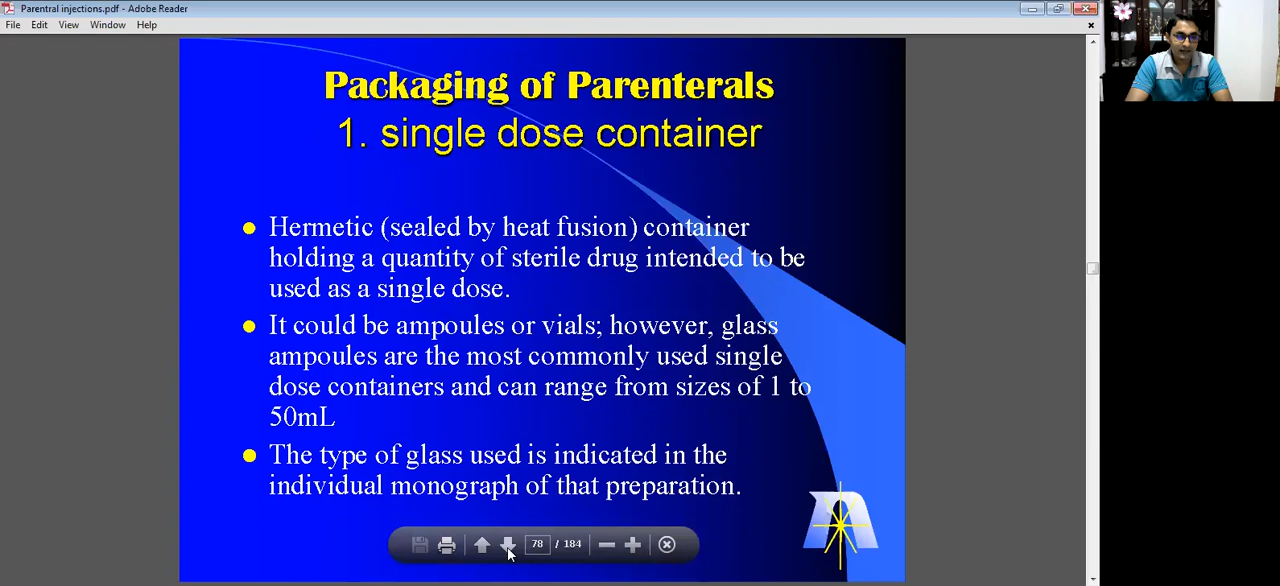 Parentral injections.pdf - Adobe Reader
File Edit View Window Help
Packaging of Parenterals
1. single dose container
Hermetic (sealed by heat fusion) container
holding a quantity of sterile drug intended to be
used as a single dose.
It could be ampoules or vials; however, glass
ampoules are the most commonly used single
dose containers and can range from sizes of 1 to
50mL
The type of glass used is indicated in the
individual monograph of that preparation.
78 / 184